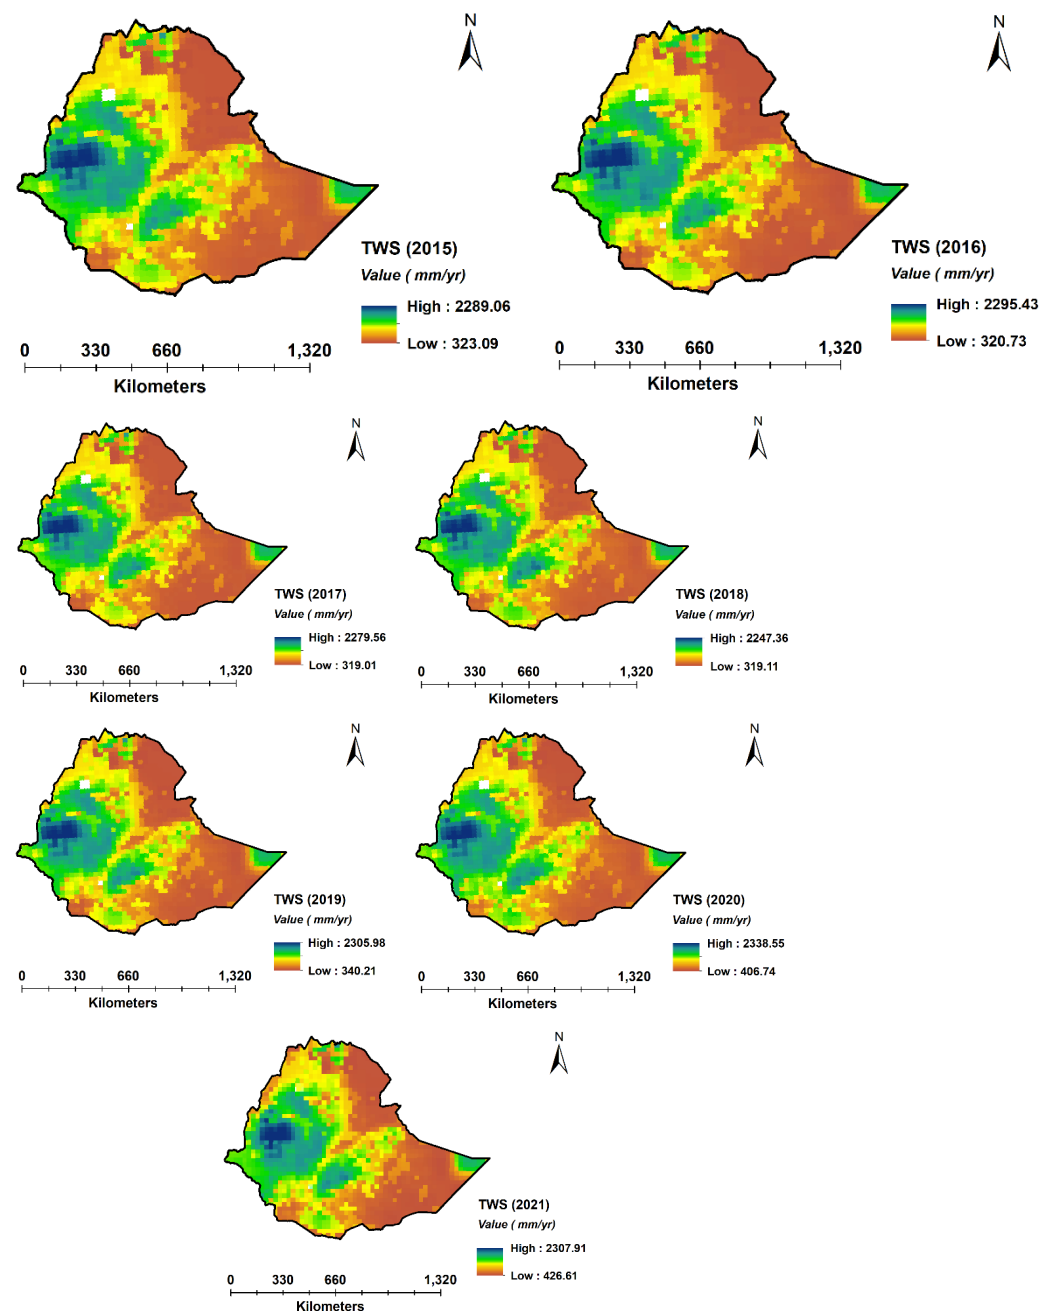 N
TWS (2015)
Value ( mm/yr)
High : 2289.06
Low : 323.09
0 330 660 1,320
Kilometers
N
TWS (2016)
Value ( mm/yr)
High : 2295.43
Low : 320.73
0 330 660 1,320
Kilometers
N
TWS (2017)
Value ( mm/yr)
High : 2279.56
Low : 319.01
0 330 660 1,320
Kilometers
N
TWS (2018)
Value ( mm/yr)
High : 2247.36
Low : 319.11
0 330 660 1,320
Kilometers
N
TWS (2019)
Value ( mm/yr)
High : 2305.98
Low : 340.21
0 330 660 1,320
Kilometers
N
TWS (2020)
Value ( mm/yr)
High : 2338.55
Low : 406.74
0 330 660 1,320
Kilometers
N
TWS (2021)
Value ( mm/yr)
High : 2307.91
Low : 426.61
0 330 660 1,320
Kilometers